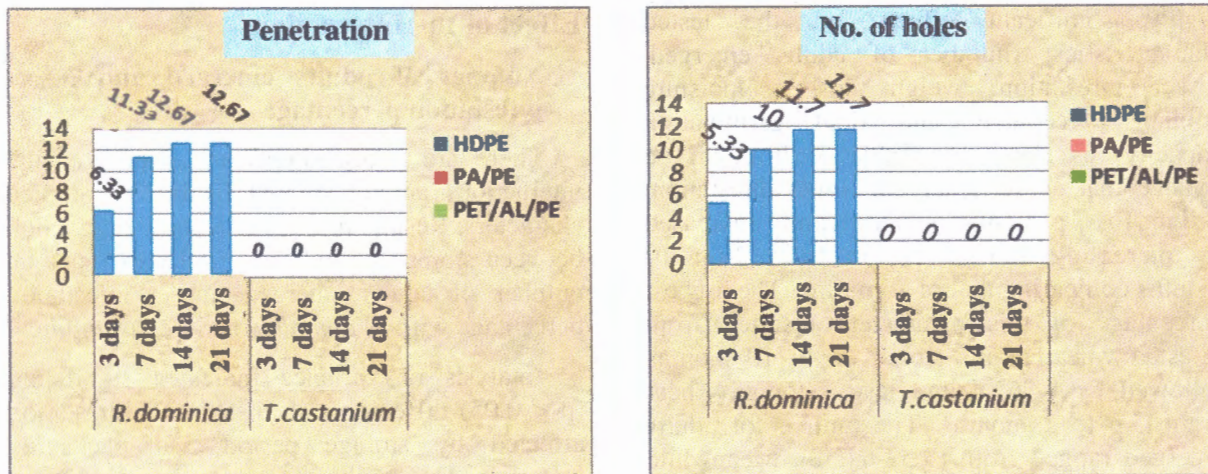 Penetration
6.33
11.33
12.67
12.67
14
12
10
8
6
4
2
0
0
0
0
0
3 days
7 days
14 days
21 days
3 days
7 days
14 days
21 days
R.dominica
T.castanium
HDPE
PA/PE
PET/AL/PE
No. of holes
5.33
10
11.7
11.7
14
12
10
8
6
4
2
0
0
0
0
0
3 days
7 days
14 days
21 days
3 days
7 days
14 days
21 days
R.dominica
T.castanium
HDPE
PA/PE
PET/AL/PE